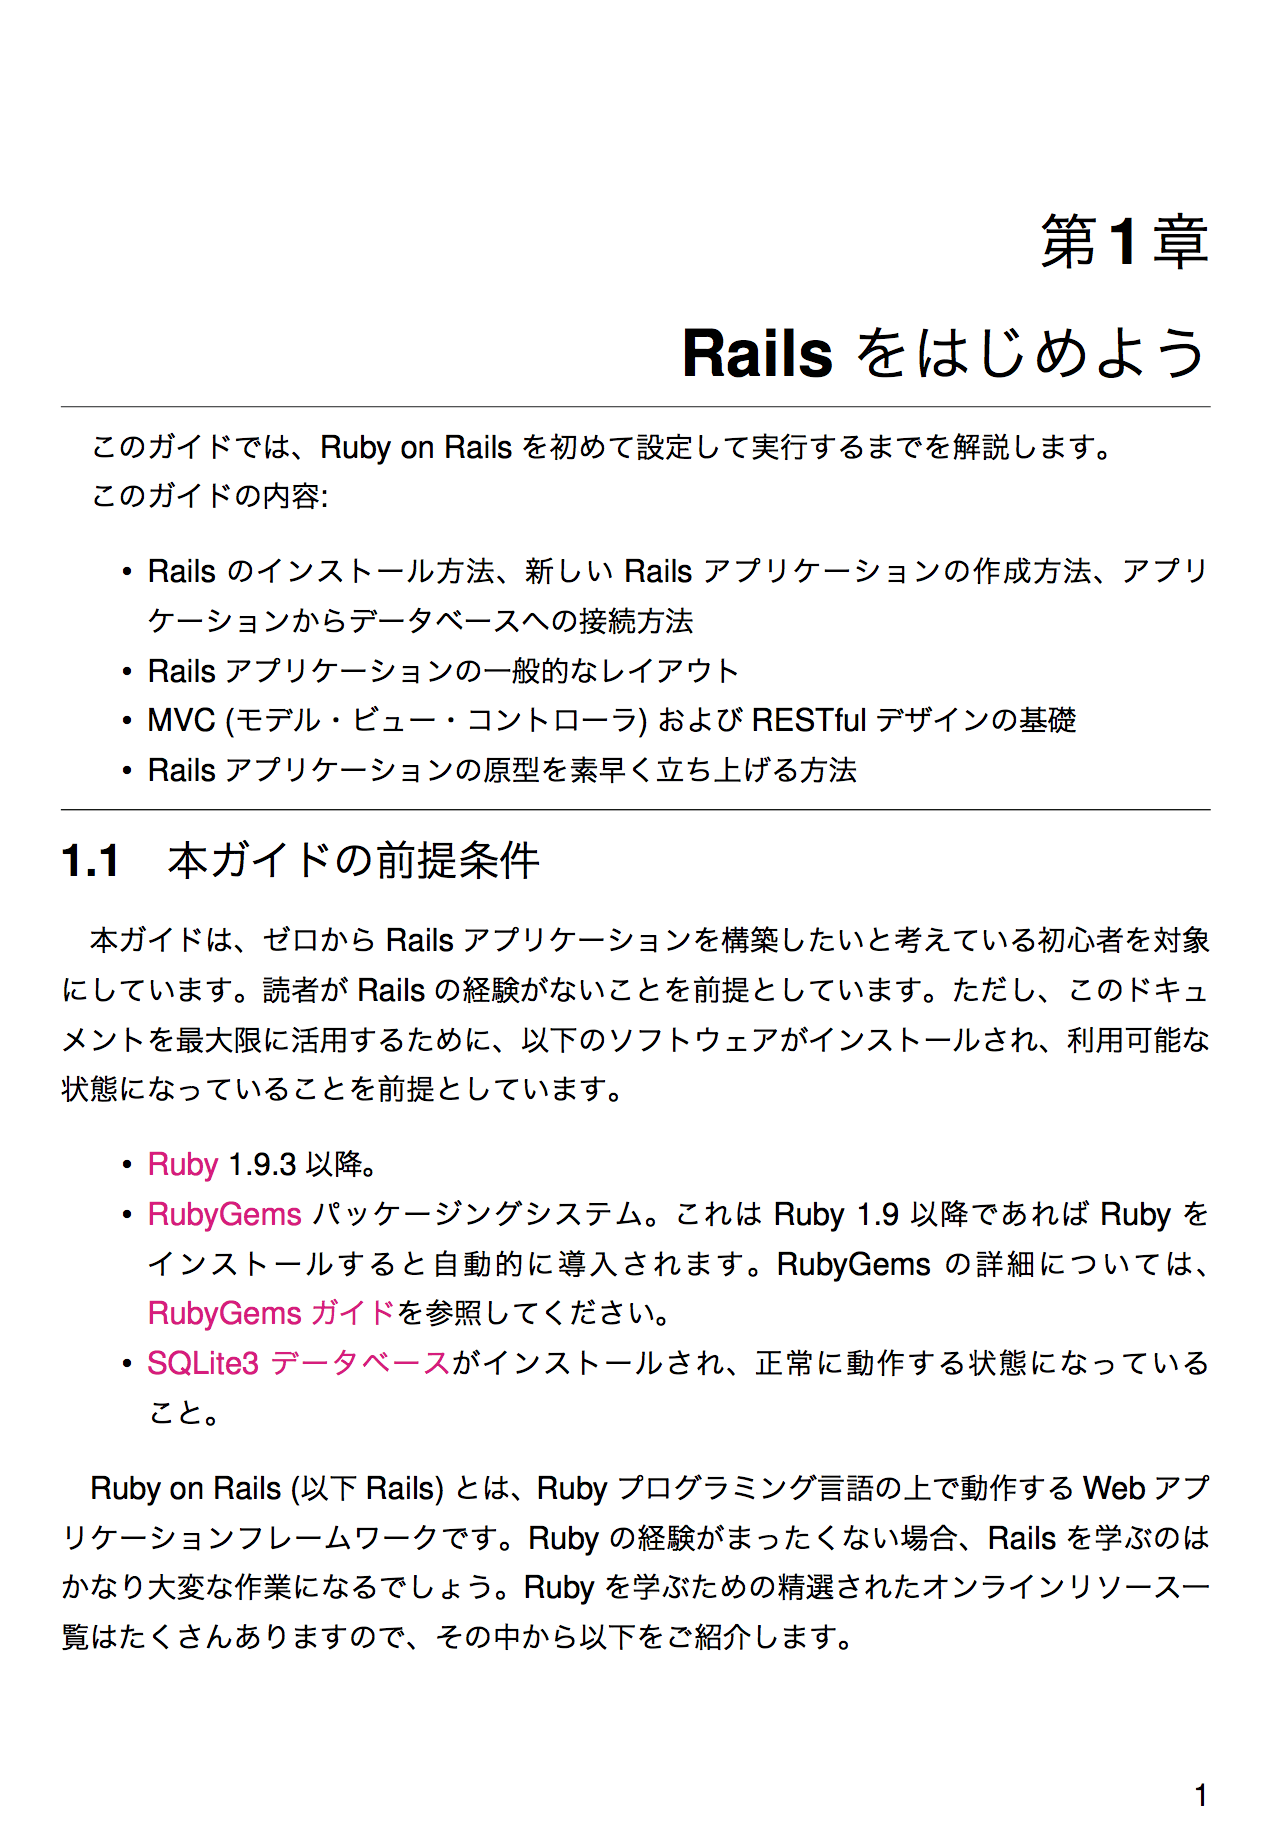 第1章
Rails をはじめよう
このガイドでは、Ruby on Rails を初めて設定して実行するまでを解説します。
このガイドの内容:
• Rails のインストール方法、新しい Rails アプリケーションの作成方法、アプリ
ケーションからデータベースへの接続方法
• Rails アプリケーションの一般的なレイアウト
• MVC (モデル・ビュー・コントローラ) および RESTful デザインの基礎
• Rails アプリケーションの原型を素早く立ち上げる方法
1.1 本ガイドの前提条件
本ガイドは、ゼロから Rails アプリケーションを構築したいと考えている初心者を対象
にしています。読者が Rails の経験がないことを前提としています。ただし、このドキュ
メントを最大限に活用するために、以下のソフトウェアがインストールされ、利用可能な
状態になっていることを前提としています。
• Ruby 1.9.3 以降。
• RubyGems パッケージングシステム。これは Ruby 1.9 以降であれば Ruby を
インストールすると自動的に導入されます。RubyGems の詳細については、
RubyGems ガイドを参照してください。
• SQLite3 データベースがインストールされ、正常に動作する状態になっている
こと。
Ruby on Rails (以下 Rails) とは、Ruby プログラミング言語の上で動作する Web アプ
リケーションフレームワークです。Ruby の経験がまったくない場合、Rails を学ぶのは
かなり大変な作業になるでしょう。Ruby を学ぶための精選されたオンラインリソース一
覧はたくさんありますので、その中から以下をご紹介します。
1